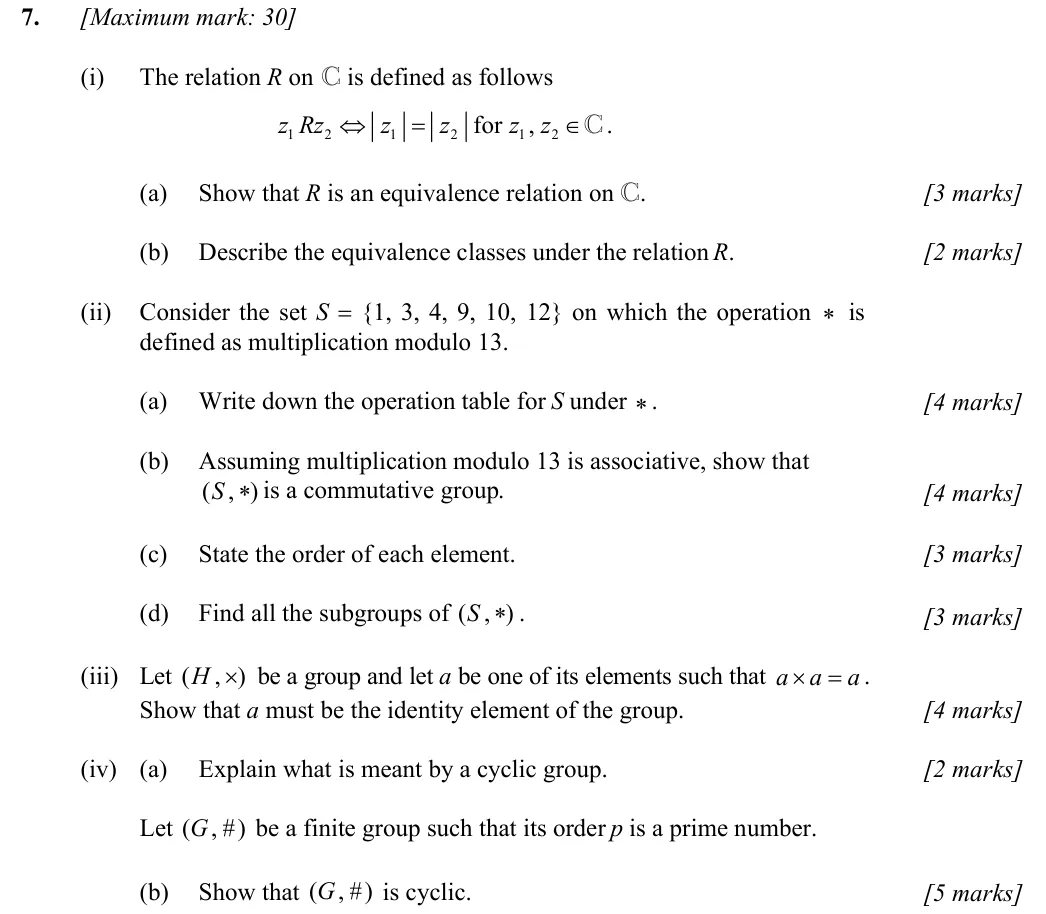 7. [Maximum mark: 30]
(i) The relation R on ℂ is defined as follows
z₁ Rz₂ ⇔ | z₁ | = | z₂ | for z₁ , z₂ ∈ ℂ.
(a) Show that R is an equivalence relation on ℂ. [3 marks]
(b) Describe the equivalence classes under the relation R. [2 marks]
(ii) Consider the set S = {1, 3, 4, 9, 10, 12} on which the operation ∗ is
defined as multiplication modulo 13.
(a) Write down the operation table for S under ∗ . [4 marks]
(b) Assuming multiplication modulo 13 is associative, show that
(S, ∗) is a commutative group. [4 marks]
(c) State the order of each element. [3 marks]
(d) Find all the subgroups of (S, ∗) . [3 marks]
(iii) Let (H, ×) be a group and let a be one of its elements such that a × a = a .
Show that a must be the identity element of the group. [4 marks]
(iv) (a) Explain what is meant by a cyclic group. [2 marks]
Let (G, #) be a finite group such that its order p is a prime number.
(b) Show that (G, #) is cyclic. [5 marks]